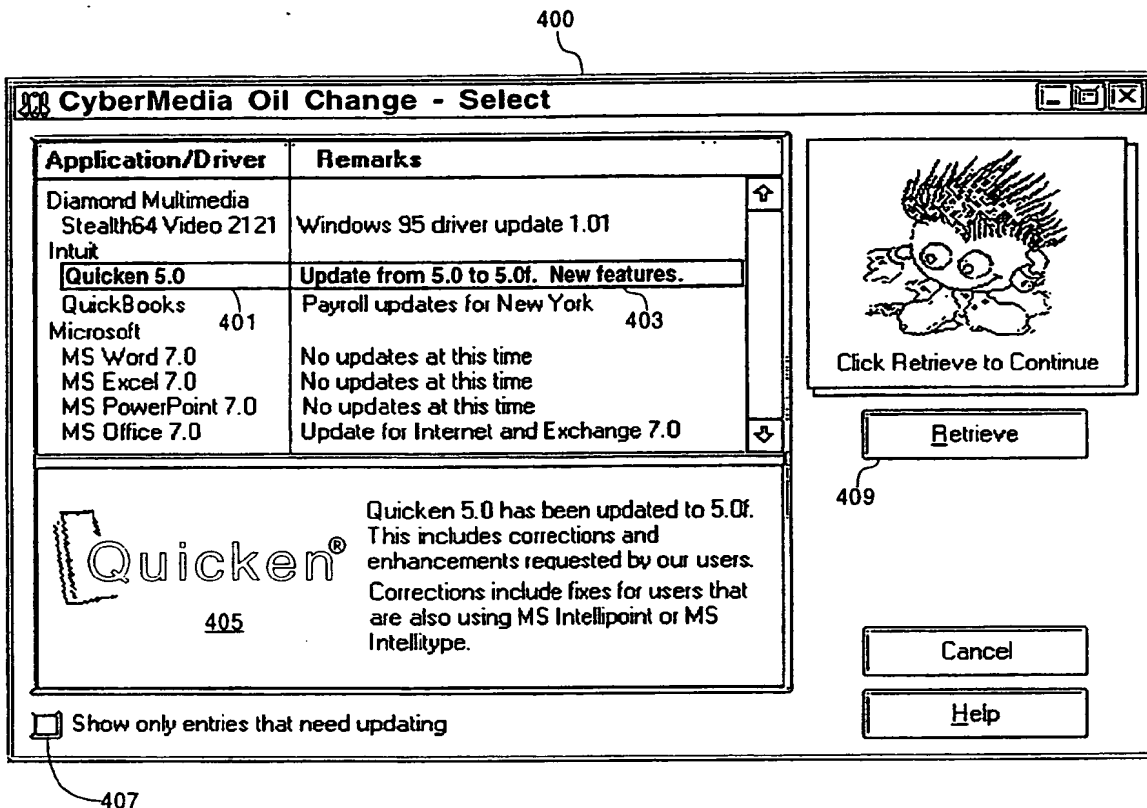 400
CyberMedia Oil Change - Select
Application/Driver Remarks
Diamond Multimedia
Stealth64 Video 2121 Windows 95 driver update 1.01
Intuit
Quicken 5.0 Update from 5.0 to 5.0f. New features.
QuickBooks Payroll updates for New York
401 403
Microsoft
MS Word 7.0 No updates at this time
MS Excel 7.0 No updates at this time
MS PowerPoint 7.0 No updates at this time
MS Office 7.0 Update for Internet and Exchange 7.0
Click Retrieve to Continue
Retrieve
409
Quicken®
405
Quicken 5.0 has been updated to 5.0f.
This includes corrections and
enhancements requested by our users.
Corrections include fixes for users that
are also using MS Intellipoint or MS
Intellitype.
Cancel
Help
Show only entries that need updating
407